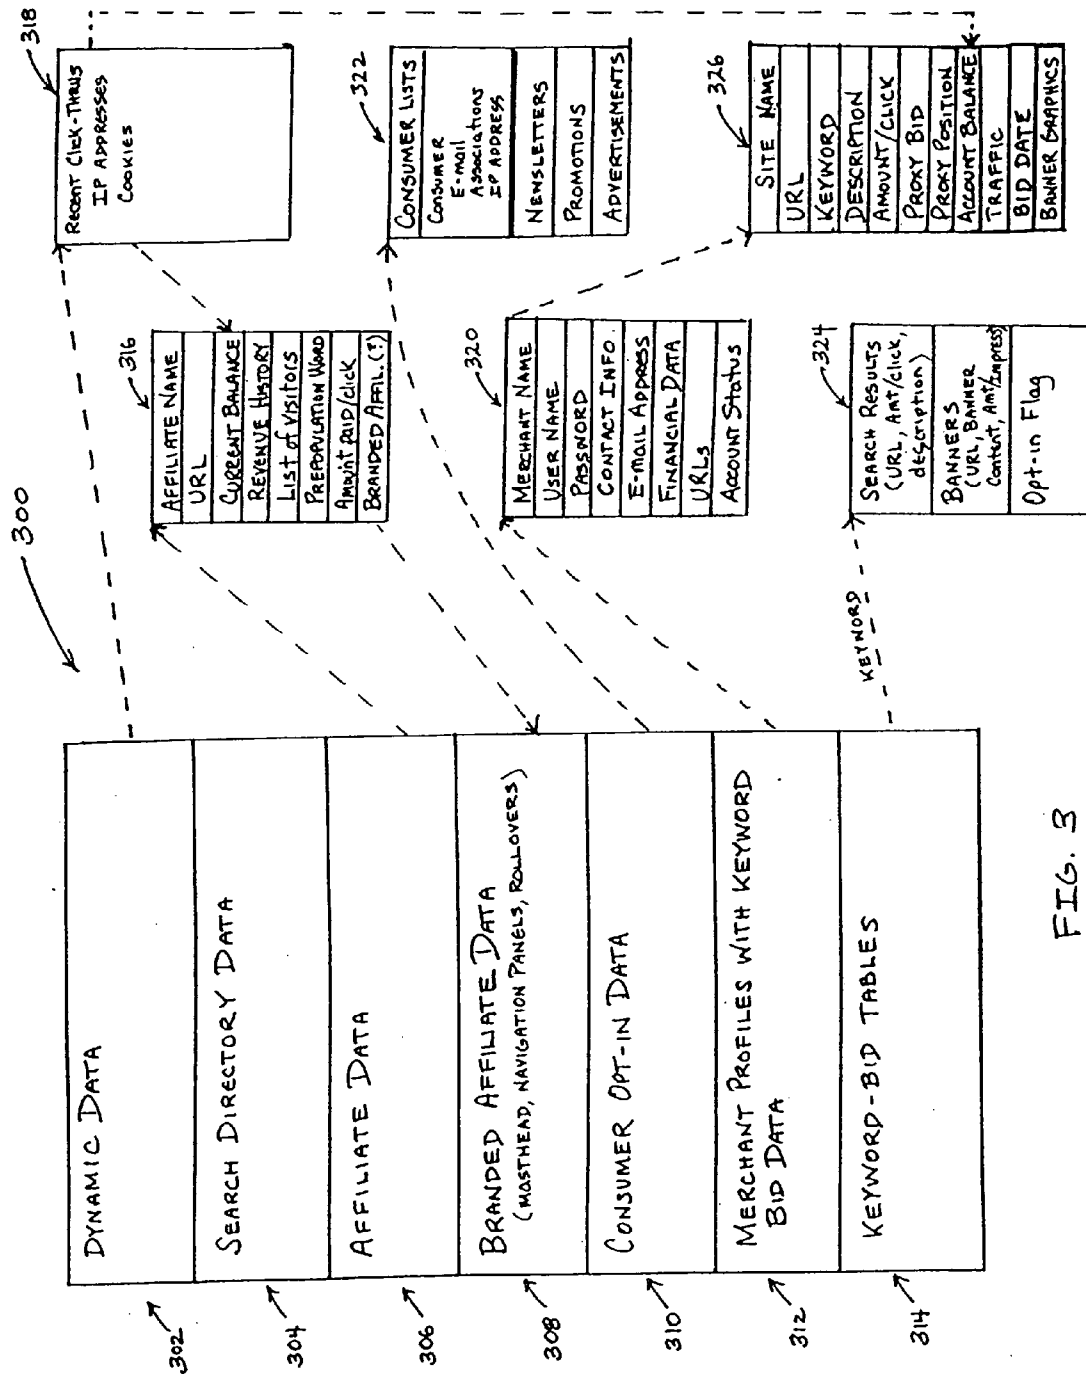 300
302
DYNAMIC DATA
304
SEARCH DIRECTORY DATA
306
AFFILIATE DATA
308
BRANDED AFFILIATE DATA
(MASTHEAD, NAVIGATION PANELS, ROLLOVERS)
310
CONSUMER OPT-IN DATA
312
MERCHANT PROFILES WITH KEYWORD
BID DATA
314
KEYWORD-BID TABLES
KEYWORD
316
AFFILIATE NAME
URL
CURRENT BALANCE
REVENUE HISTORY
List of Visitors
PREPOPULATION WORD
Amount paid/click
BRANDED AFFIL. (?)
318
Recent Click-Thrus
IP ADDRESSES
Cookies
320
MERCHANT NAME
USER NAME
PASSWORD
CONTACT INFO.
E-mail Address
FINANCIAL DATA
URLs
Account Status
322
CONSUMER LISTS
Consumer
E-mail
Associations
IP ADDRESS
NEWSLETTERS
PROMOTIONS
ADVERTISEMENTS
324
SEARCH RESULTS
(URL, Amt/click,
description)
BANNERS
(URL, BANNER
Content, Amt/Impress)
Opt-in Flag
326
SITE NAME
URL
KEYWORD
DESCRIPTION
AMOUNT/CLICK
PROXY BID
PROXY POSITION
ACCOUNT BALANCE
TRAFFIC
BID DATE
BANNER GRAPHICS
FIG. 3